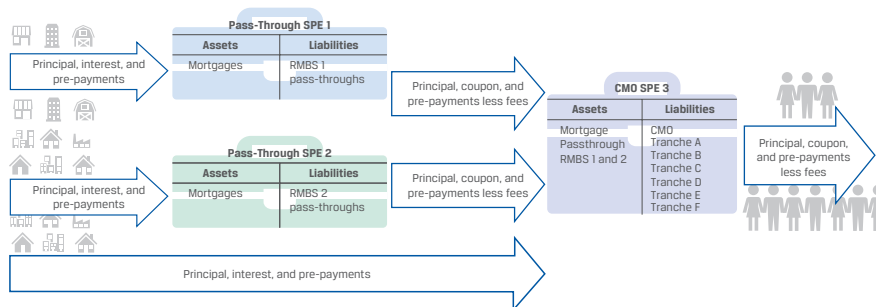 Pass-Through SPE 1
Assets Liabilities
Mortgages RMBS 1
pass-throughs
Principal, interest, and
pre-payments
Principal, coupon, and
pre-payments less fees
CMO SPE 3
Assets Liabilities
Mortgage CMO
Passthrough Tranche A
RMBS 1 and 2 Tranche B
Tranche C
Tranche D
Tranche E
Tranche F
Principal, coupon,
and pre-payments
less fees
Pass-Through SPE 2
Assets Liabilities
Mortgages RMBS 2
pass-throughs
Principal, interest, and
pre-payments
Principal, coupon, and
pre-payments less fees
Principal, interest, and pre-payments